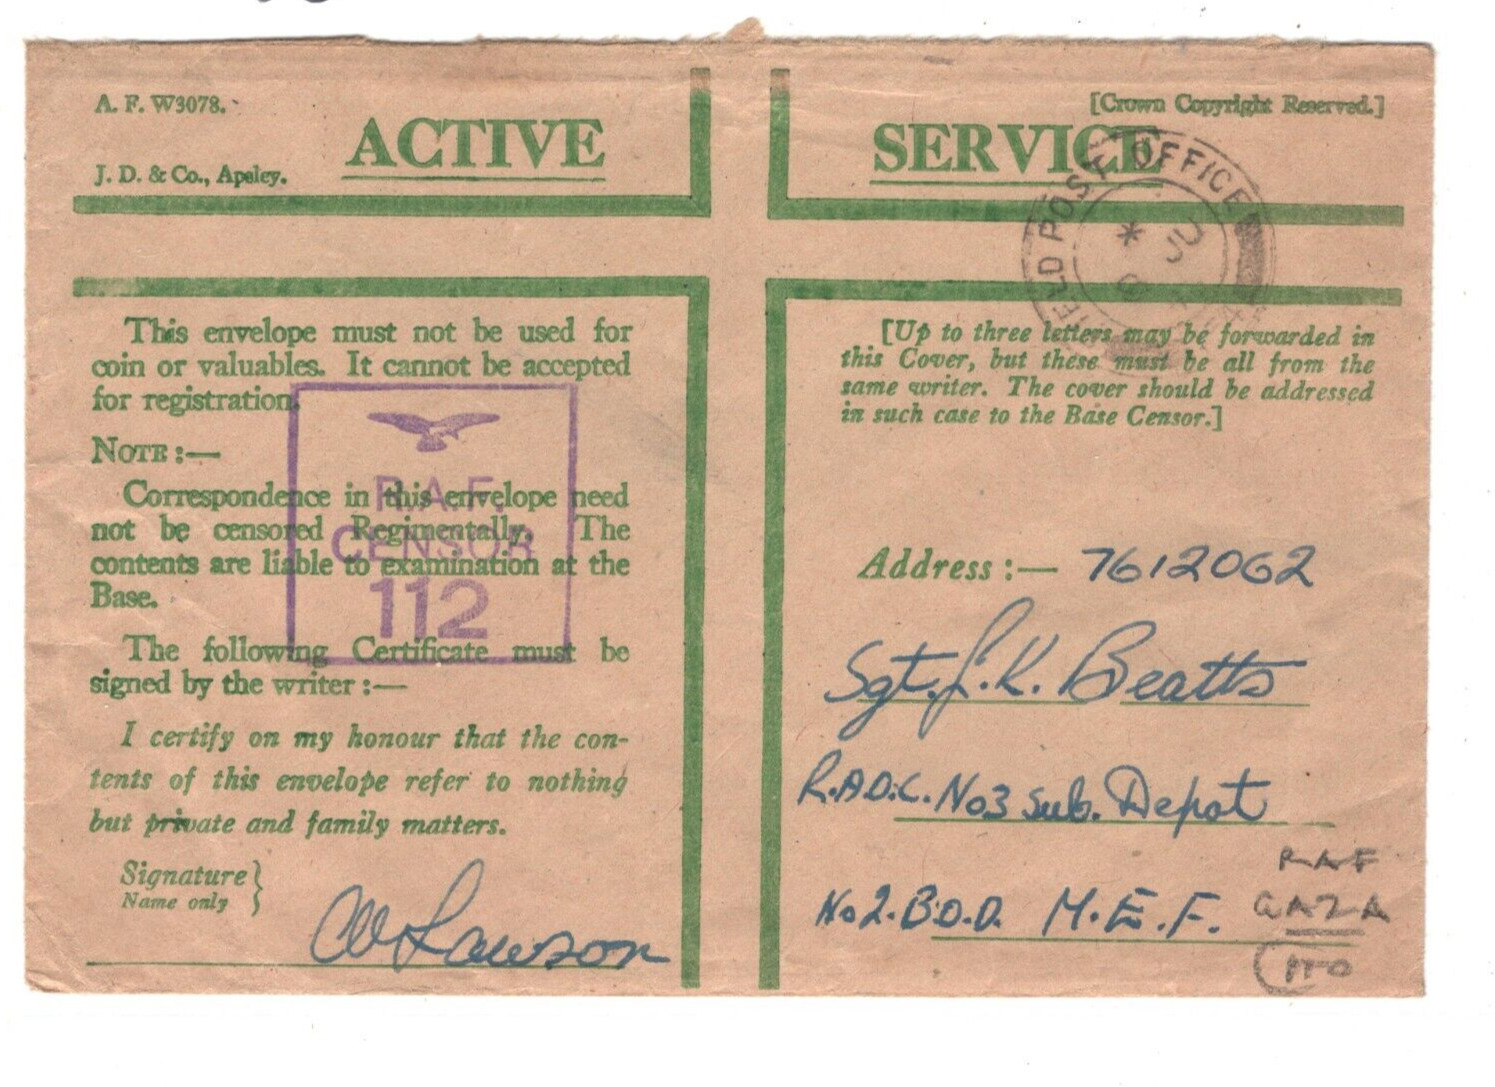 A. F. W3078.
[Crown Copyright Reserved.]
ACTIVE SERVICE
J. D. & Co., Apsley.
FIELD POST OFFICE
* JU
This envelope must not be used for
coin or valuables. It cannot be accepted
for registration.
NOTE :—
Correspondence in this envelope need
not be censored Regimentally. The
contents are liable to examination at the
Base.
The following Certificate must be
signed by the writer :—
I certify on my honour that the con-
tents of this envelope refer to nothing
but private and family matters.
Signature
Name only
Lawson
R.A.F.
CENSOR
112
[Up to three letters may be forwarded in
this Cover, but these must be all from the
same writer. The cover should be addressed
in such case to the Base Censor.]
Address :— 7612062
Sgt. L.K. Beatts
R.A.O.C. No3 Sub. Depot
No2. B.O.D. M.E.F.
RAF
GAZA
PTO